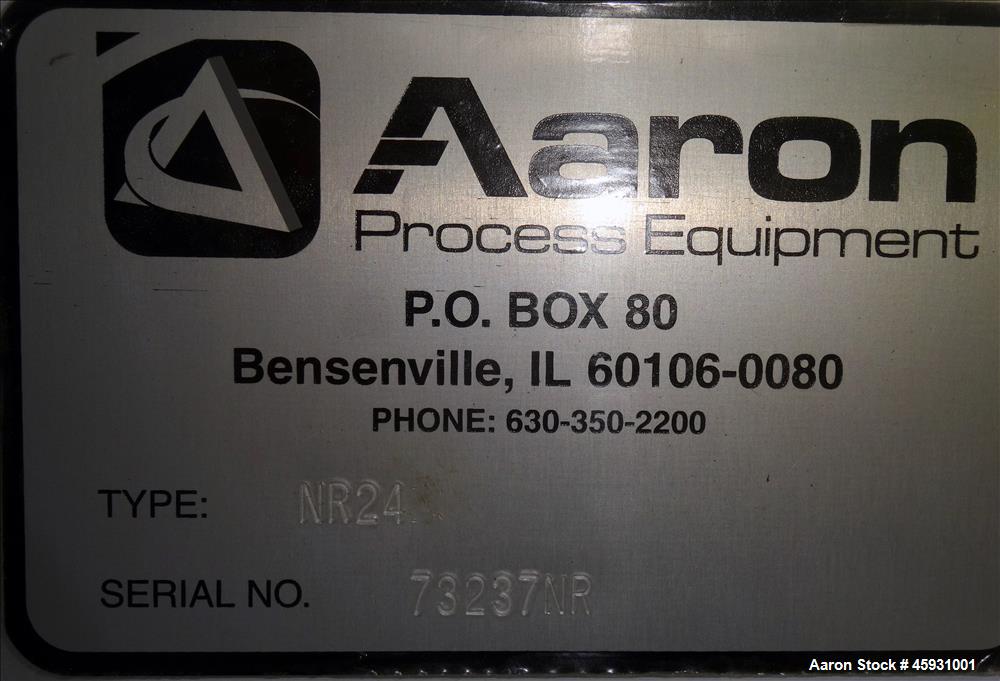 Aaron
Process Equipment
P.O. BOX 80
Bensenville, IL 60106-0080
PHONE: 630-350-2200
TYPE: NR24
SERIAL NO. 73237NR
Aaron Stock # 45931001